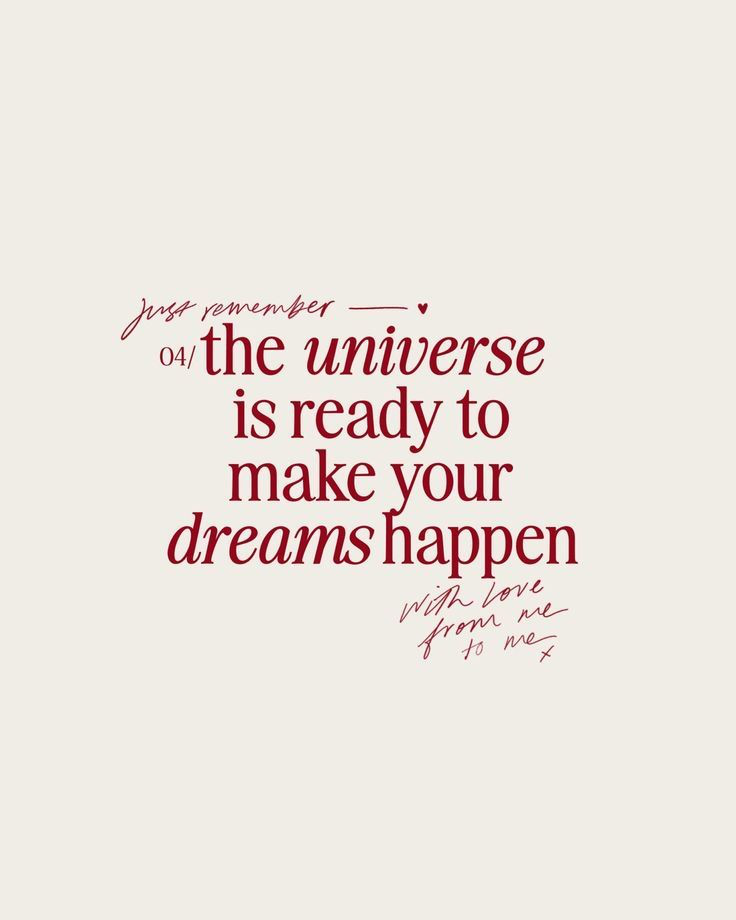 just remember
04/ the universe
is ready to
make your
dreams happen
with love
from me
to me x